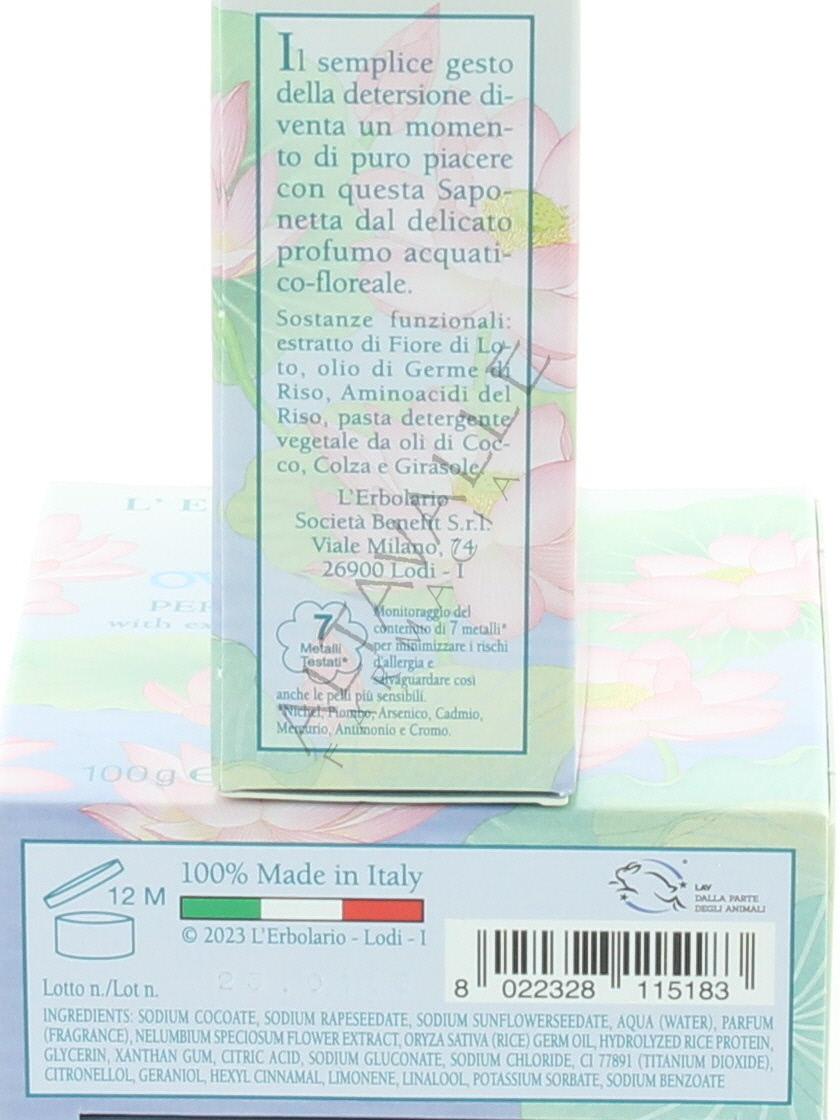 Il semplice gesto
della detersione di-
venta un momen-
to di puro piacere
con questa Sapo-
netta dal delicato
profumo acquati-
co-floreale.
Sostanze funzionali:
estratto di Fiore di Lo-
to, olio di Germe di
Riso, Aminoacidi del
Riso, pasta detergente
vegetale da oli di Coc-
co, Colza e Girasole.
L'Erbolario
Società Benefit S.r.l.
Viale Milano, 74
26900 Lodi - I
7
Metalli
Testati*
Monitoraggio del
contenuto di 7 metalli*
per minimizzare i rischi
d'allergia e
salvaguardare così
anche le pelli più sensibili.
*Nichel, Piombo, Arsenico, Cadmio,
Mercurio, Antimonio e Cromo.
ALTAVALLE
FARMACIA
L'E
PER
with ex
100 g e
12 M
100% Made in Italy
© 2023 L'Erbolario - Lodi - I
LAV
DALLA PARTE
DEGLI ANIMALI
8 022328 115183
Lotto n./Lot n.
INGREDIENTS: SODIUM COCOATE, SODIUM RAPESEEDATE, SODIUM SUNFLOWERSEEDATE, AQUA (WATER), PARFUM
(FRAGRANCE), NELUMBIUM SPECIOSUM FLOWER EXTRACT, ORYZA SATIVA (RICE) GERM OIL, HYDROLYZED RICE PROTEIN,
GLYCERIN, XANTHAN GUM, CITRIC ACID, SODIUM GLUCONATE, SODIUM CHLORIDE, CI 77891 (TITANIUM DIOXIDE),
CITRONELLOL, GERANIOL, HEXYL CINNAMAL, LIMONENE, LINALOOL, POTASSIUM SORBATE, SODIUM BENZOATE